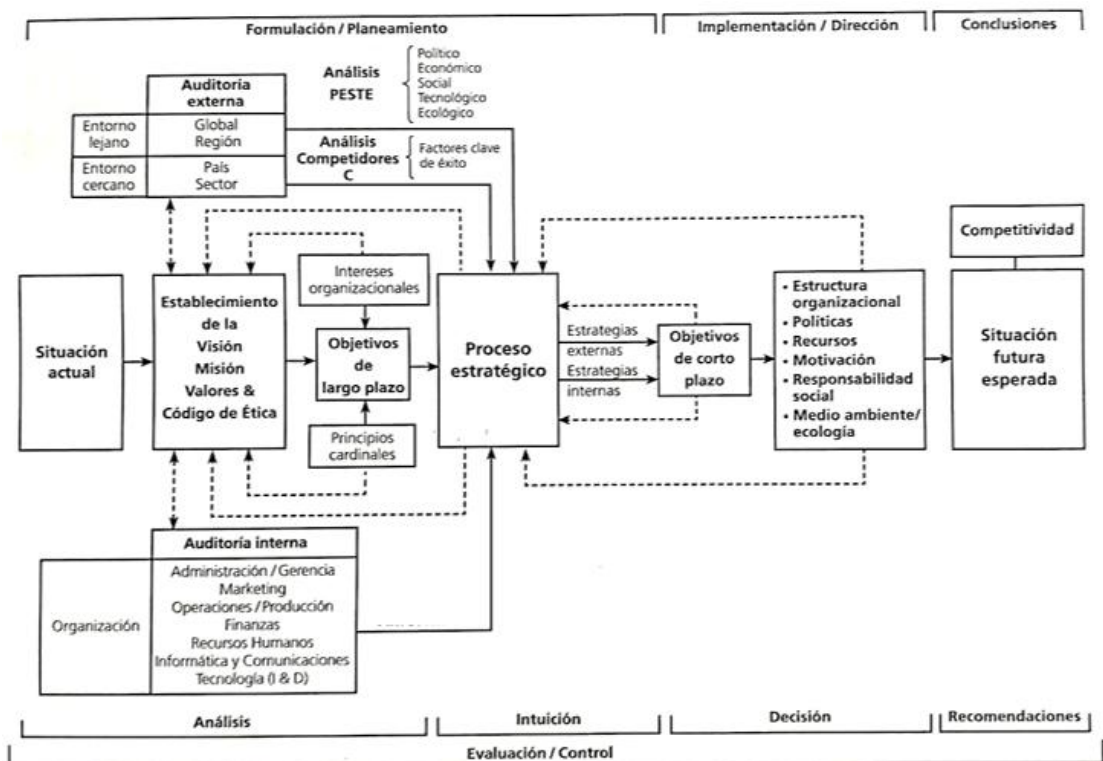 Formulación / Planeamiento
Implementación / Dirección
Conclusiones
Auditoría
externa
Entorno
lejano
Global
Región
Entorno
cercano
País
Sector
Análisis
PESTE
Político
Económico
Social
Tecnológico
Ecológico
Análisis
Competidores
C
Factores clave
de éxito
Situación
actual
Establecimiento
de la
Visión
Misión
Valores &
Código de Ética
Intereses
organizacionales
Objetivos
de
largo plazo
Principios
cardinales
Proceso
estratégico
Estrategias
externas
Estrategias
internas
Objetivos
de corto
plazo
• Estructura
organizacional
• Políticas
• Recursos
• Motivación
• Responsabilidad
social
• Medio ambiente/
ecología
Competitividad
Situación
futura
esperada
Auditoría interna
Organización
Administración / Gerencia
Marketing
Operaciones / Producción
Finanzas
Recursos Humanos
Informática y Comunicaciones
Tecnología (I & D)
Análisis
Intuición
Decisión
Recomendaciones
Evaluación / Control